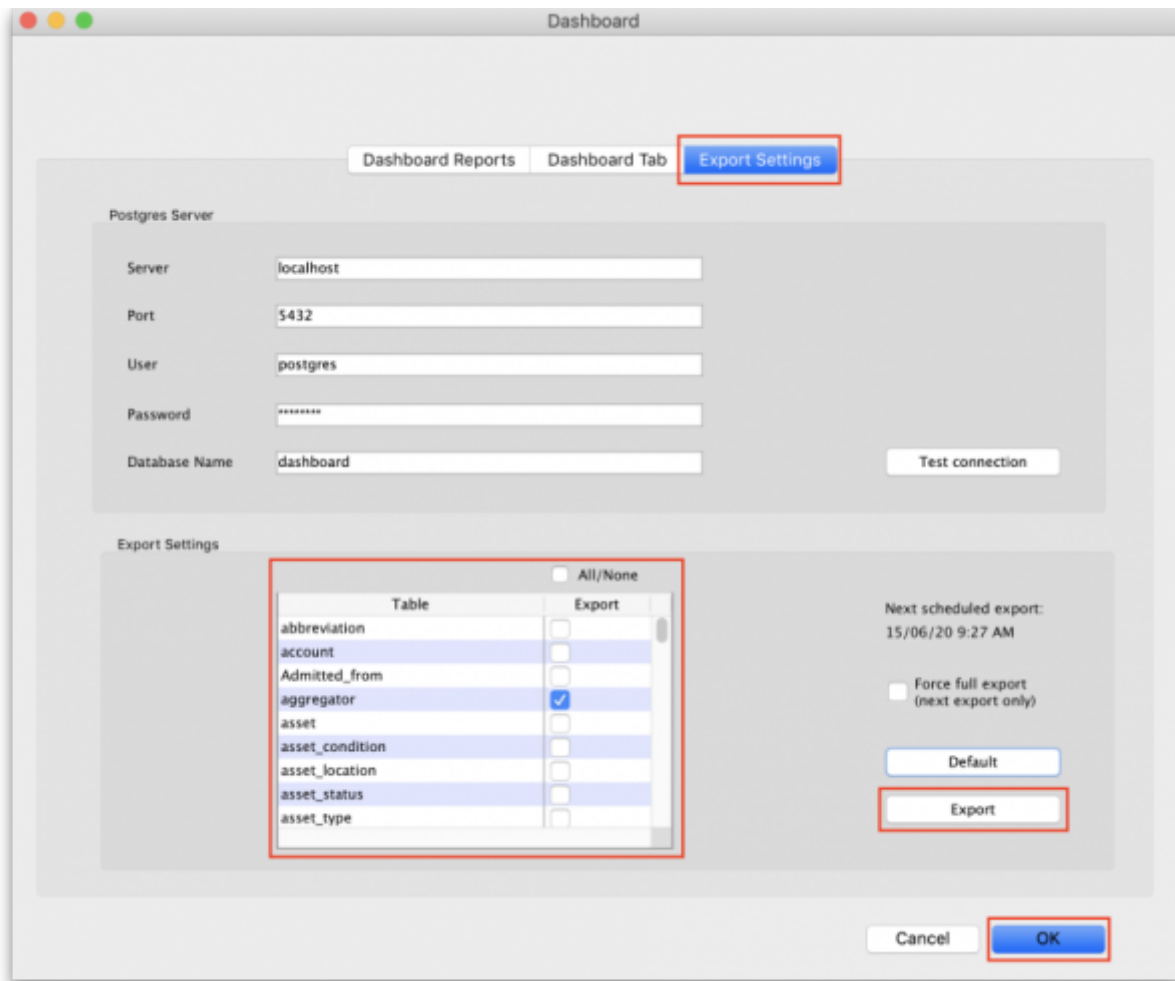 Dashboard
Dashboard Reports Dashboard Tab Export Settings
Postgres Server
Server localhost
Port 5432
User postgres
Password ********
Database Name dashboard Test connection
Export Settings
All/None
Table Export
abbreviation
account
Admitted_from
aggregator
asset
asset_condition
asset_location
asset_status
asset_type
Next scheduled export:
15/06/20 9:27 AM
Force full export
(next export only)
Default
Export
Cancel OK